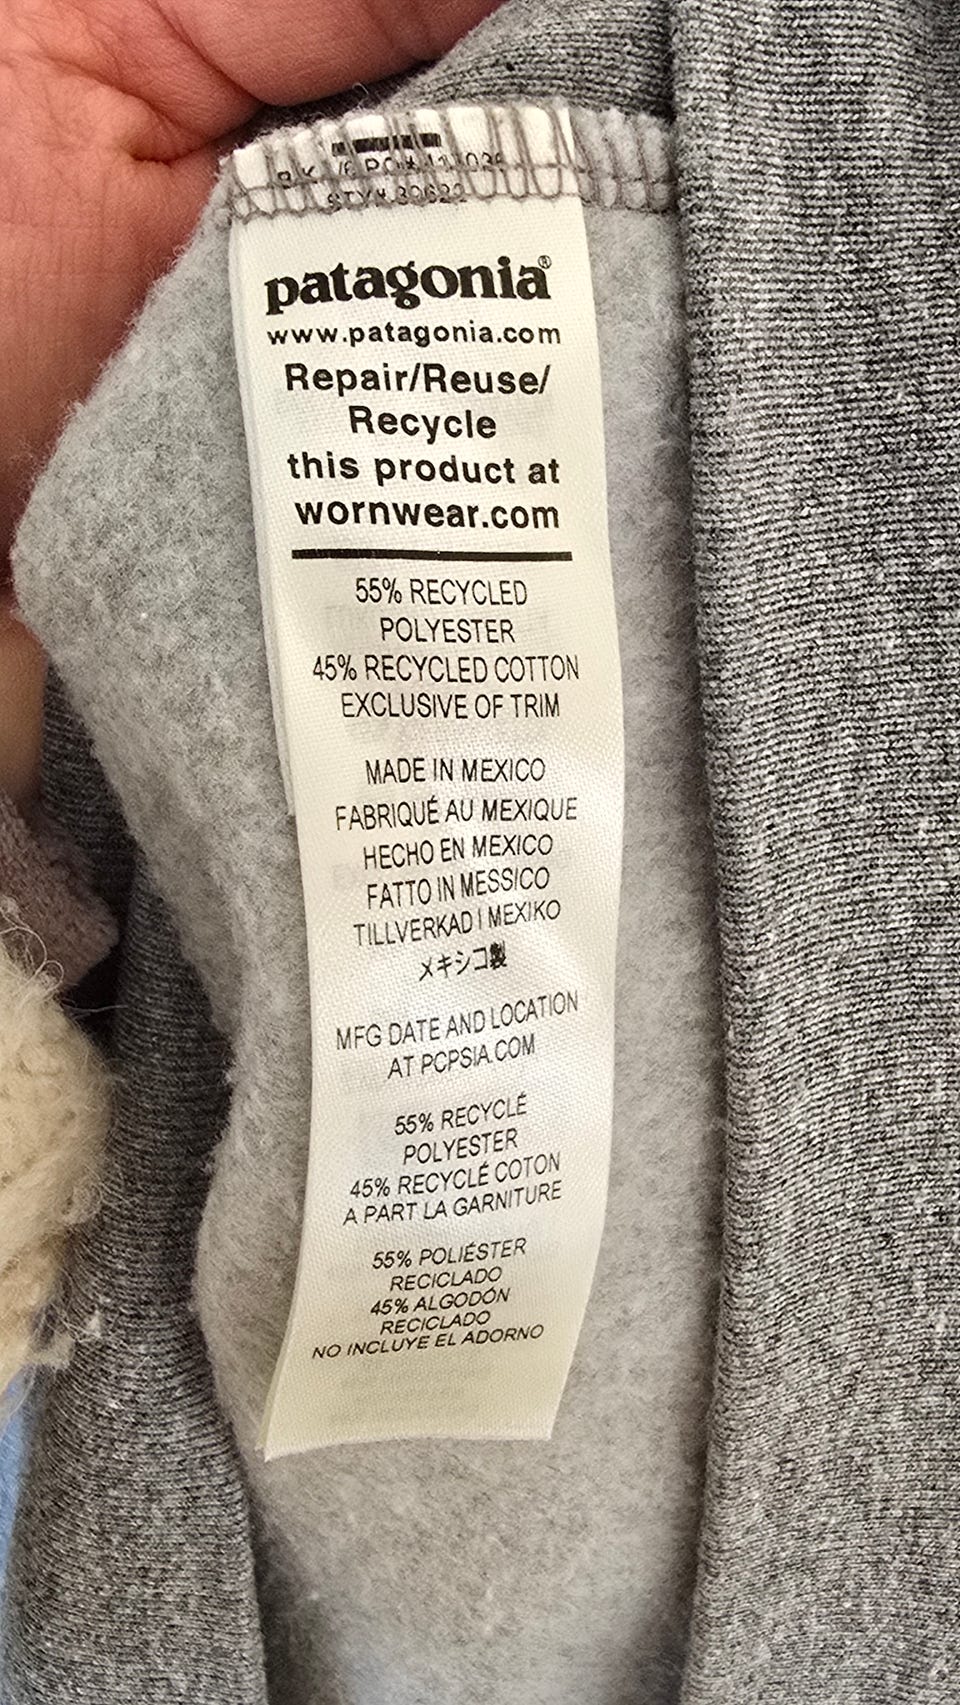 patagonia®
www.patagonia.com
Repair/Reuse/
Recycle
this product at
wornwear.com
55% RECYCLED
POLYESTER
45% RECYCLED COTTON
EXCLUSIVE OF TRIM
MADE IN MEXICO
FABRIQUÉ AU MEXIQUE
HECHO EN MEXICO
FATTO IN MESSICO
TILLVERKAD I MEXIKO
メキシコ製
MFG DATE AND LOCATION
AT PCPSIA.COM
55% RECYCLÉ
POLYESTER
45% RECYCLÉ COTON
A PART LA GARNITURE
55% POLIÉSTER
RECICLADO
45% ALGODÓN
RECICLADO
NO INCLUYE EL ADORNO